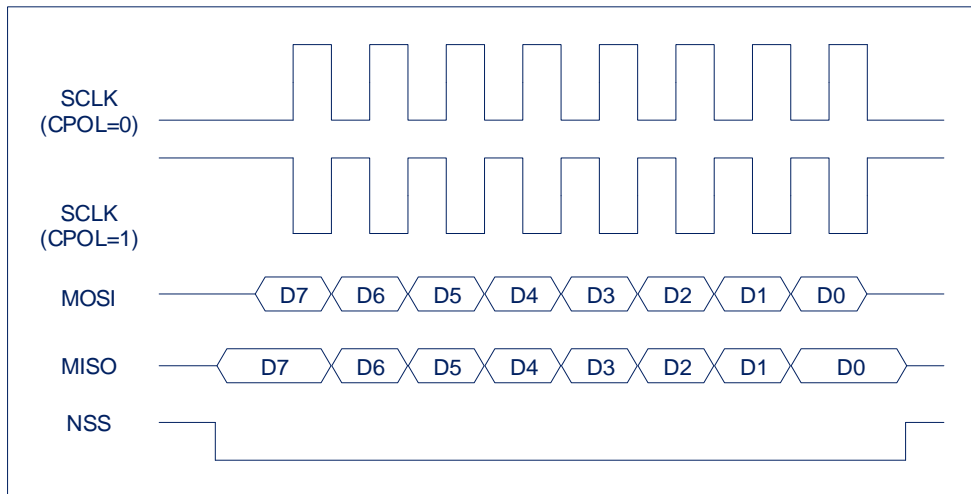 SCLK
(CPOL=0)
SCLK
(CPOL=1)
MOSI
D7 D6 D5 D4 D3 D2 D1 D0
MISO
D7 D6 D5 D4 D3 D2 D1 D0
NSS